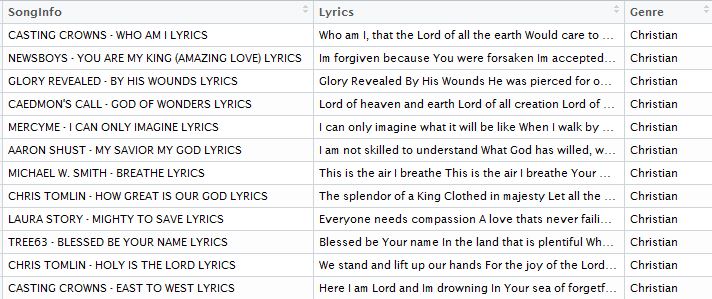 SongInfo Lyrics Genre
CASTING CROWNS - WHO AM I LYRICS Who am I, that the Lord of all the earth Would care to ... Christian
NEWSBOYS - YOU ARE MY KING (AMAZING LOVE) LYRICS Im forgiven because You were forsaken Im accepted... Christian
GLORY REVEALED - BY HIS WOUNDS LYRICS Glory Revealed By His Wounds He was pierced for o... Christian
CAEDMON'S CALL - GOD OF WONDERS LYRICS Lord of heaven and earth Lord of all creation Lord of ... Christian
MERCYME - I CAN ONLY IMAGINE LYRICS I can only imagine what it will be like When I walk by ... Christian
AARON SHUST - MY SAVIOR MY GOD LYRICS I am not skilled to understand What God has willed, w... Christian
MICHAEL W. SMITH - BREATHE LYRICS This is the air I breathe This is the air I breathe Your ... Christian
CHRIS TOMLIN - HOW GREAT IS OUR GOD LYRICS The splendor of a King Clothed in majesty Let all the ... Christian
LAURA STORY - MIGHTY TO SAVE LYRICS Everyone needs compassion A love thats never faili... Christian
TREE63 - BLESSED BE YOUR NAME LYRICS Blessed be Your name In the land that is plentiful Wh... Christian
CHRIS TOMLIN - HOLY IS THE LORD LYRICS We stand and lift up our hands For the joy of the Lord... Christian
CASTING CROWNS - EAST TO WEST LYRICS Here I am Lord and Im drowning In Your sea of forgetf... Christian